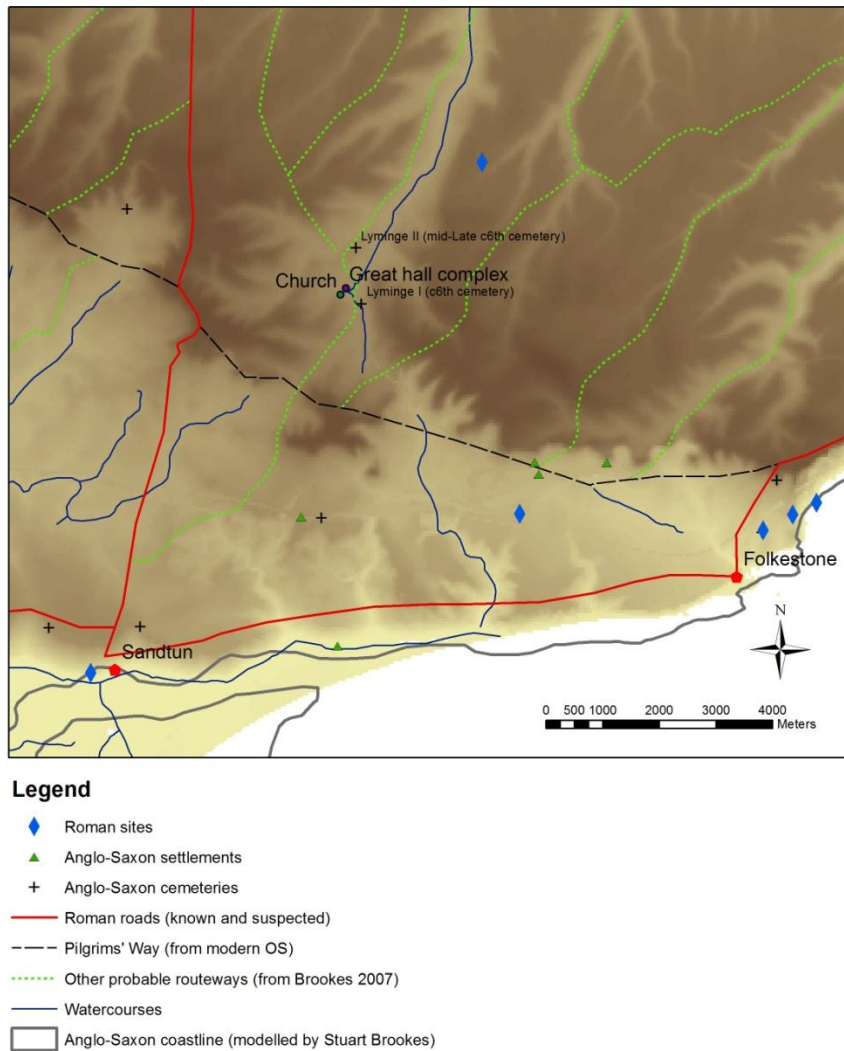 Lyminge II (mid-Late c6th cemetery)
Great hall complex
Church
Lyminge I (c6th cemetery)
Folkestone
N
Sandtun
0 500 1000 2000 3000 4000
Meters
Legend
Roman sites
Anglo-Saxon settlements
Anglo-Saxon cemeteries
Roman roads (known and suspected)
Pilgrims' Way (from modern OS)
Other probable routeways (from Brookes 2007)
Watercourses
Anglo-Saxon coastline (modelled by Stuart Brookes)